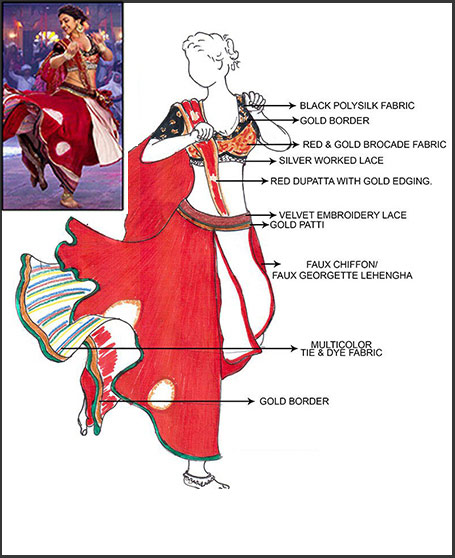 BLACK POLYSILK FABRIC
GOLD BORDER
RED & GOLD BROCADE FABRIC
SILVER WORKED LACE
RED DUPATTA WITH GOLD EDGING.
VELVET EMBROIDERY LACE
GOLD PATTI
FAUX CHIFFON/
FAUX GEORGETTE LEHENGHA
MULTICOLOR
TIE & DYE FABRIC
GOLD BORDER